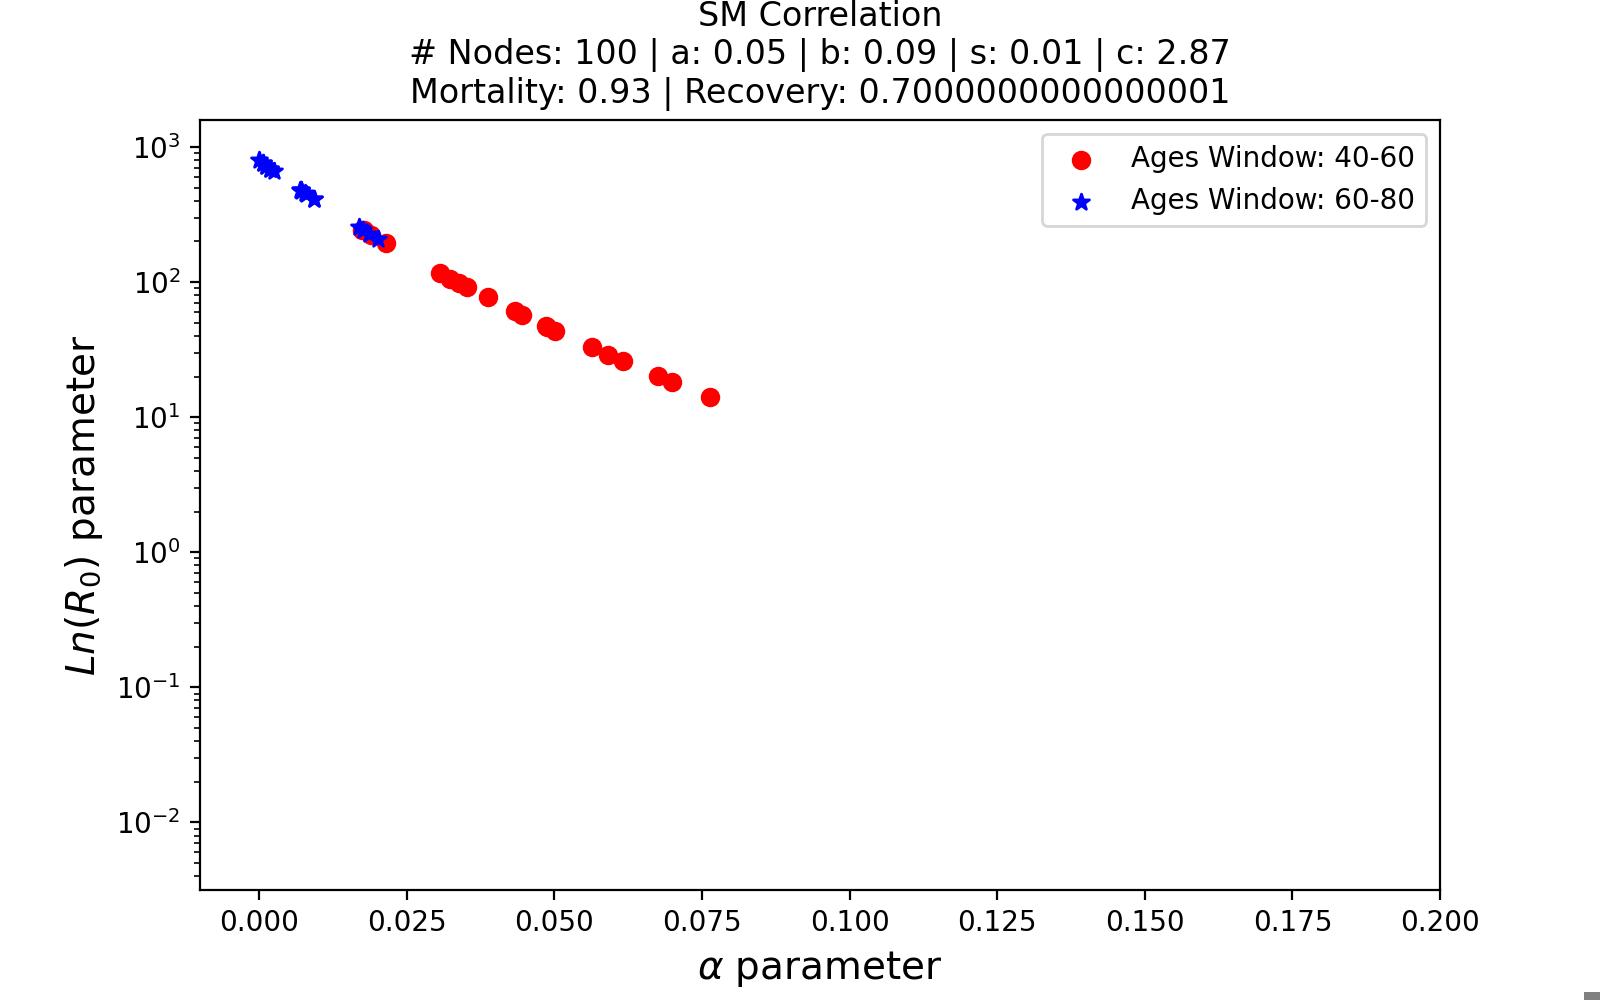 SM Correlation
# Nodes: 100 | a: 0.05 | b: 0.09 | s: 0.01 | c: 2.87
Mortality: 0.93 | Recovery: 0.7000000000000001
Ages Window: 40-60
Ages Window: 60-80
Ln(R₀) parameter
10³
10²
10¹
10⁰
10⁻¹
10⁻²
0.000 0.025 0.050 0.075 0.100 0.125 0.150 0.175 0.200
α parameter